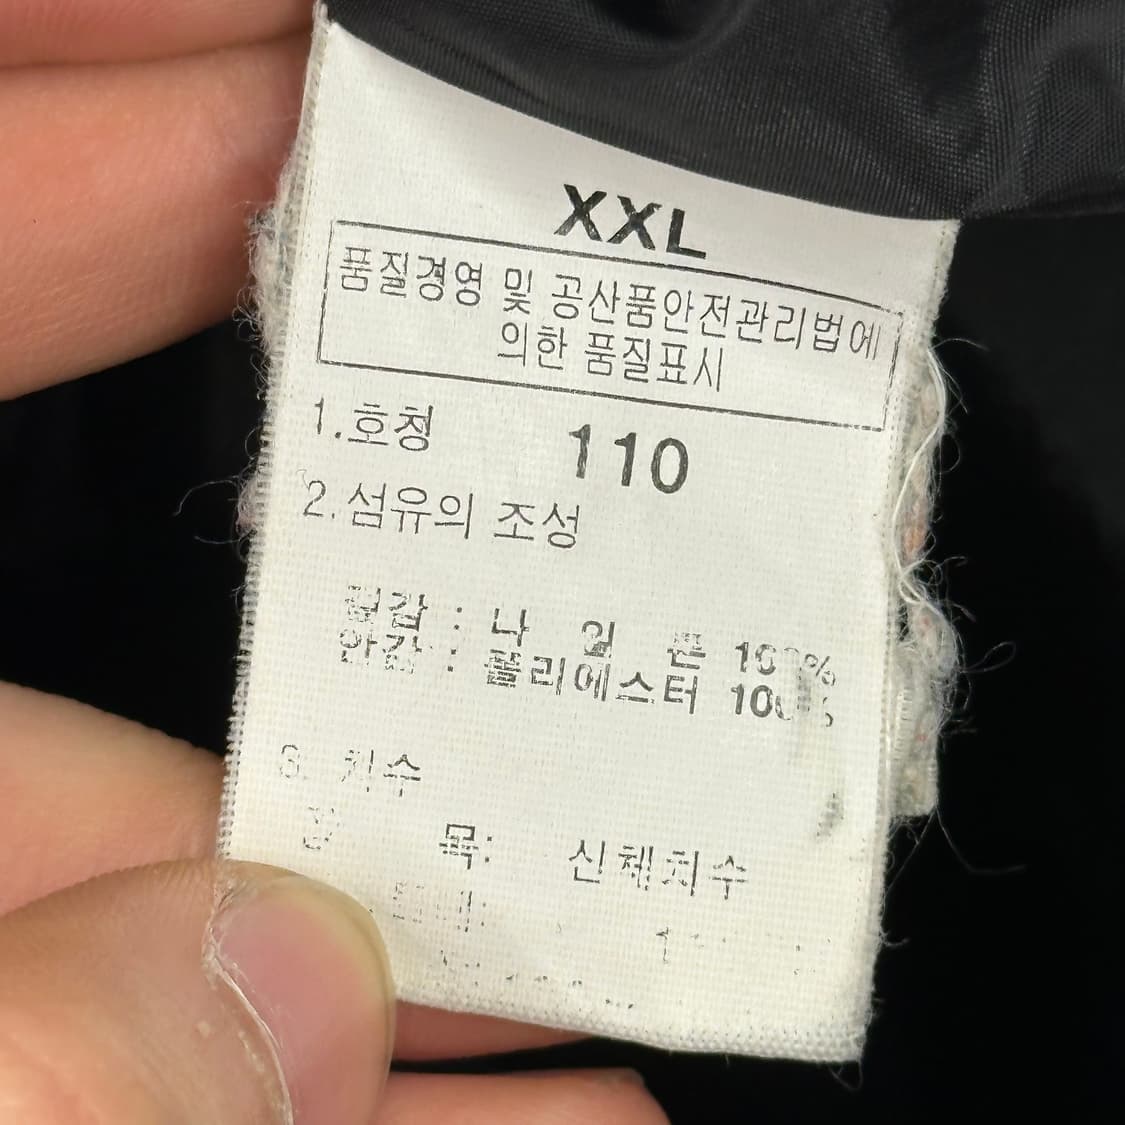 XXL
품질경영 및 공산품안전관리법에
의한 품질표시
1.호칭 110
2.섬유의 조성
겉감 : 나 일 론 100%
안감 : 폴리에스터 100%
3. 치수
목: 신체치수